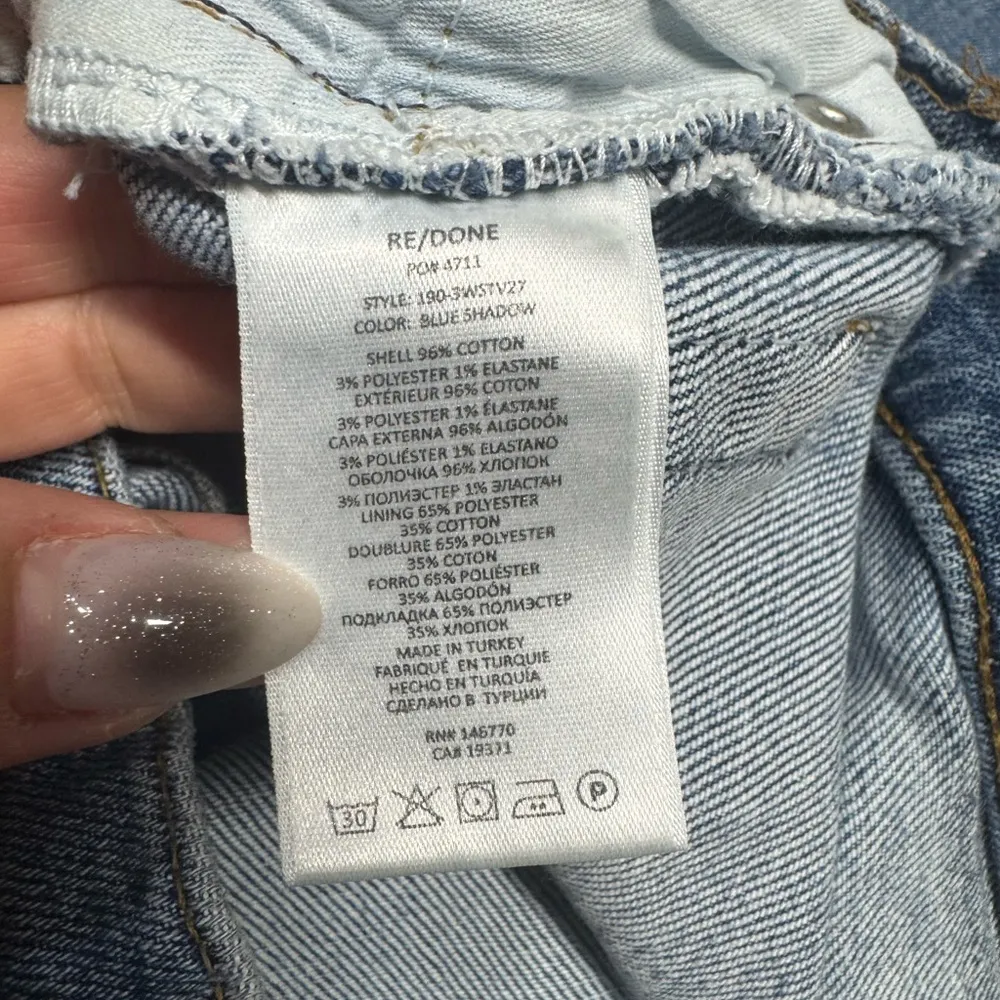 RE/DONE
PO# 4711
STYLE: 190-3WSTV27
COLOR: BLUE SHADOW
SHELL 96% COTTON
3% POLYESTER 1% ELASTANE
EXTÉRIEUR 96% COTON
3% POLYESTER 1% ÉLASTANE
CAPA EXTERNA 96% ALGODÓN
3% POLIÉSTER 1% ELASTANO
ОБОЛОЧКА 96% ХЛОПОК
3% ПОЛИЭСТЕР 1% ЭЛАСТАН
LINING 65% POLYESTER
35% COTTON
DOUBLURE 65% POLYESTER
35% COTON
FORRO 65% POLIÉSTER
35% ALGODÓN
ПОДКЛАДКА 65% ПОЛИЭСТЕР
35% ХЛОПОК
MADE IN TURKEY
FABRIQUÉ EN TURQUIE
HECHO EN TURQUÍA
СДЕЛАНО В ТУРЦИИ
RN# 146770
CA# 19371
30 P